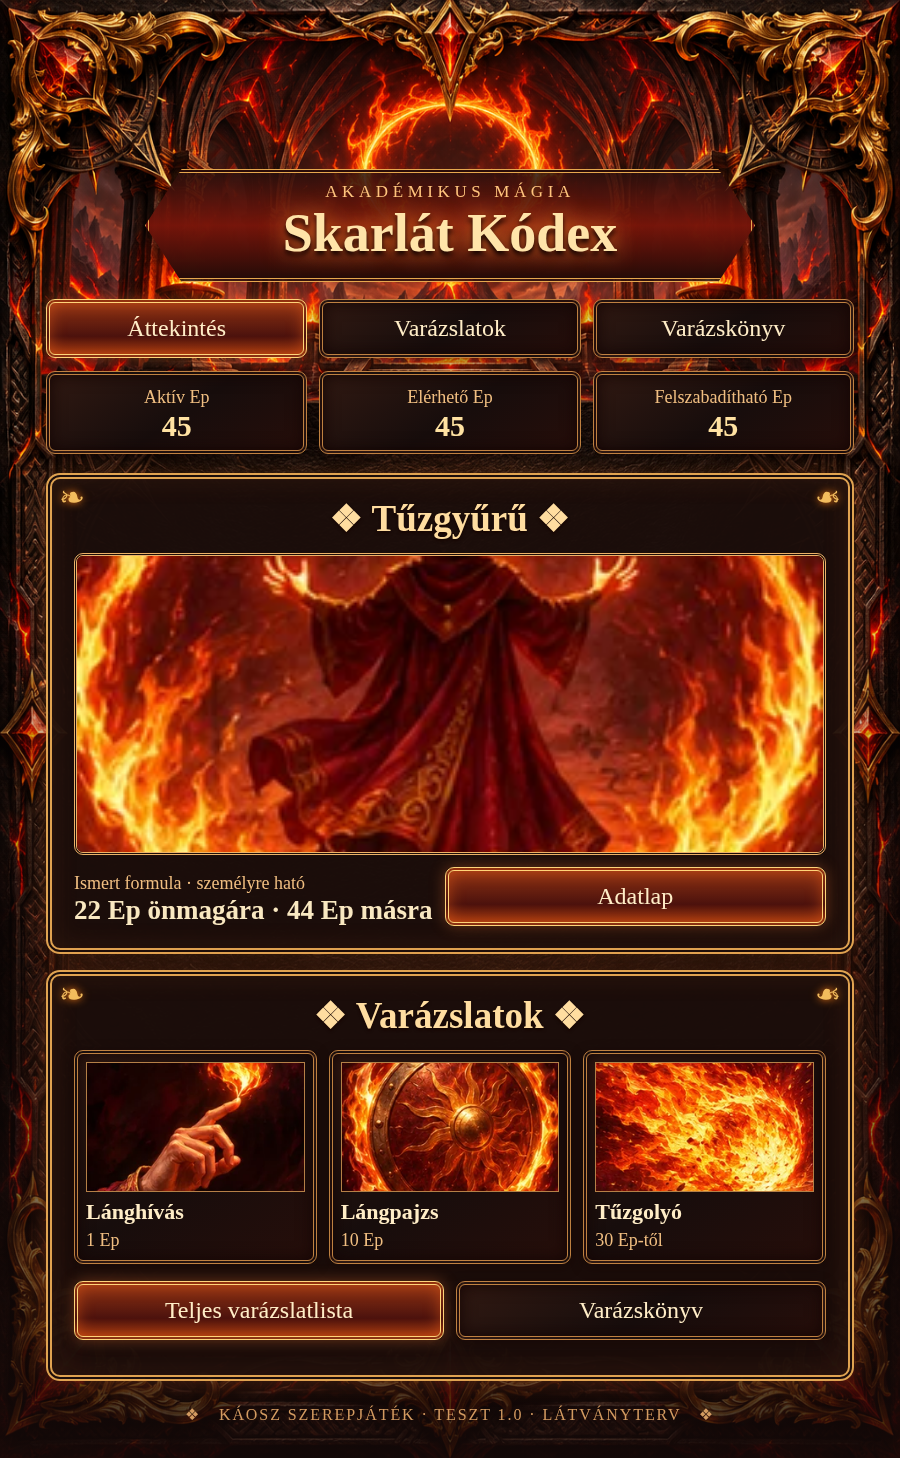 AKADÉMIKUS MÁGIA
Skarlát Kódex
Áttekintés
Varázslatok
Varázskönyv
Aktív Ep
45
Elérhető Ep
45
Felszabadítható Ep
45
❖ Tűzgyűrű ❖
Ismert formula · személyre ható
22 Ep önmagára · 44 Ep másra
Adatlap
❖ Varázslatok ❖
Lánghívás
1 Ep
Lángpajzs
10 Ep
Tűzgolyó
30 Ep-től
Teljes varázslatlista
Varázskönyv
❖ KÁOSZ SZEREPJÁTÉK · TESZT 1.0 · LÁTVÁNYTERV ❖